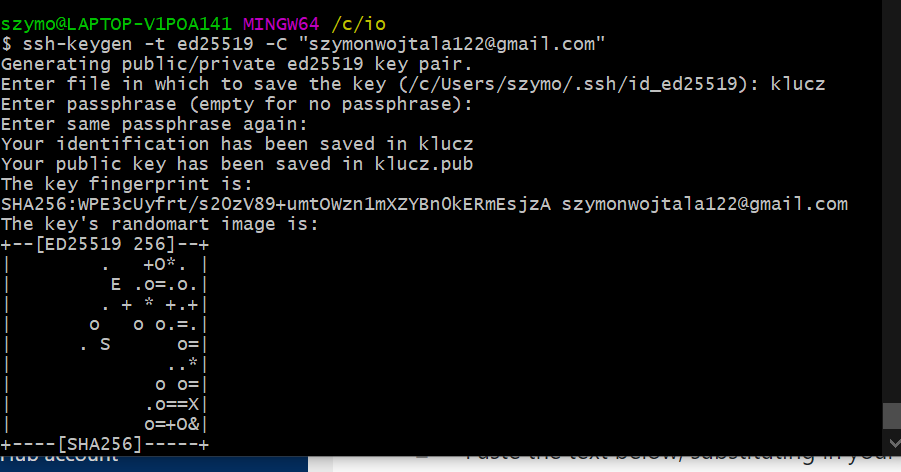 szymo@LAPTOP-V1POA141 MINGW64 /c/io
$ ssh-keygen -t ed25519 -C "szymonwojtala122@gmail.com"
Generating public/private ed25519 key pair.
Enter file in which to save the key (/c/Users/szymo/.ssh/id_ed25519): klucz
Enter passphrase (empty for no passphrase):
Enter same passphrase again:
Your identification has been saved in klucz
Your public key has been saved in klucz.pub
The key fingerprint is:
SHA256:WPE3cUyfrt/s20zV89+umtOWzn1mXZYBn0kERmEsjzA szymonwojtala122@gmail.com
The key's randomart image is:
+--[ED25519 256]--+
|        .   +O*. |
|         E .o=.o.|
|        . + * +.+|
|       o   o o.=.|
|      . S      o=|
|              ..*|
|             o o=|
|            .o==X|
|            o=+O&|
+----[SHA256]-----+
Hub account
Paste the text below, substituting in your